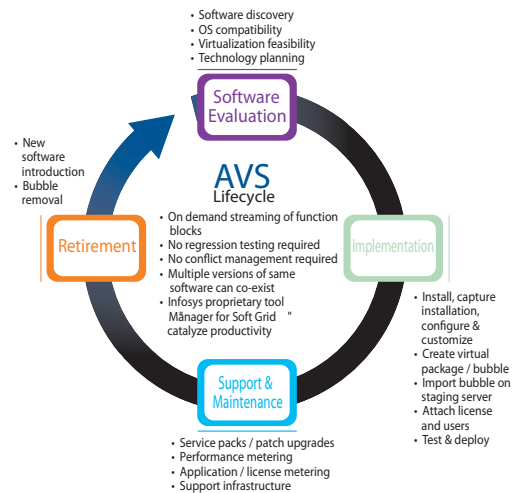 • Software discovery
• OS compatibility
• Virtualization feasibility
• Technology planning
Software
Evaluation
• New
software
introduction
• Bubble
removal
AVS
Lifecycle
• On demand streaming of function
blocks
• No regression testing required
• No conflict management required
• Multiple versions of same
software can co-exist
• Infosys proprietary tool
Mānager for Soft Grid "
catalyze productivity
Retirement
Implementation
• Install, capture
installation,
configure &
customize
• Create virtual
package / bubble
• Import bubble on
staging server
• Attach license
and users
• Test & deploy
Support &
Maintenance
• Service packs / patch upgrades
• Performance metering
• Application / license metering
• Support infrastructure